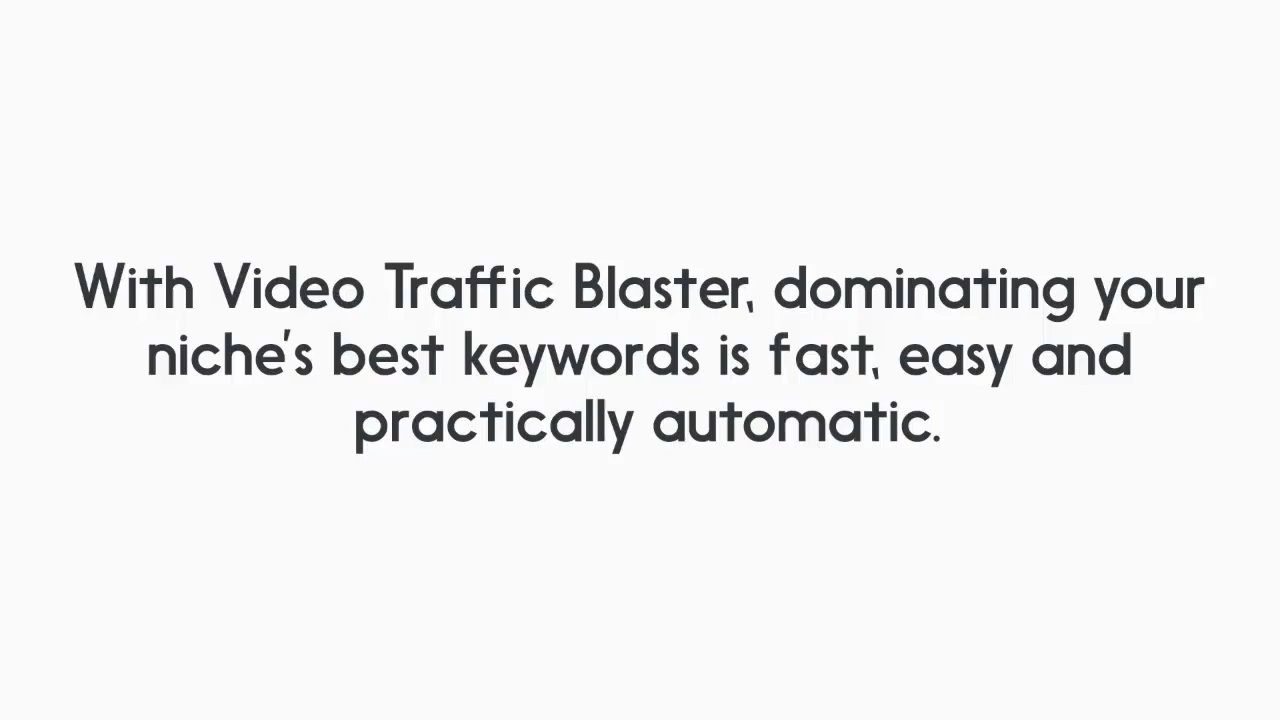 With Video Traffic Blaster, dominating your
niche's best keywords is fast, easy and
practically automatic.